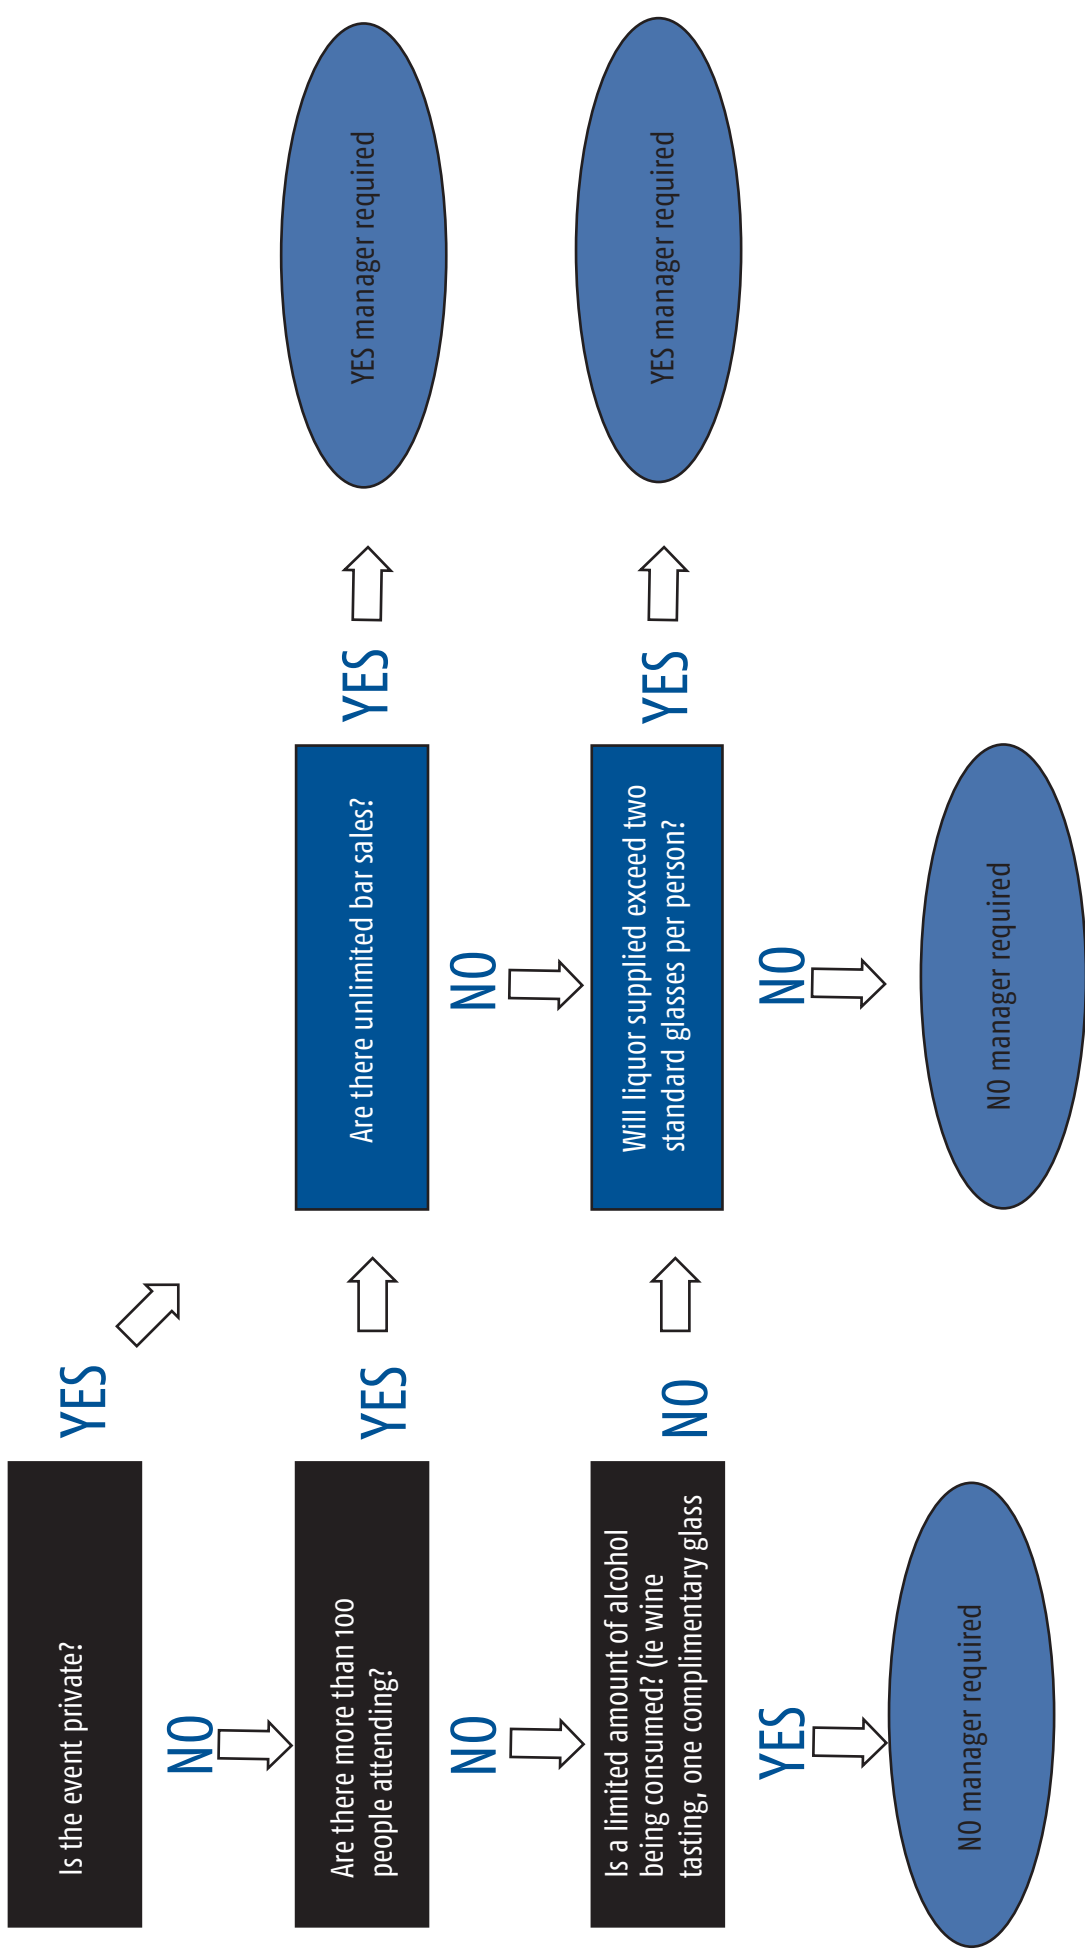 Is the event private?
YES
NO
Are there more than 100
people attending?
YES
Are there unlimited bar sales?
YES
YES manager required
NO
NO
Is a limited amount of alcohol
being consumed? (ie wine
tasting, one complimentary glass
NO
Will liquor supplied exceed two
standard glasses per person?
YES
YES manager required
YES
NO
NO manager required
NO manager required